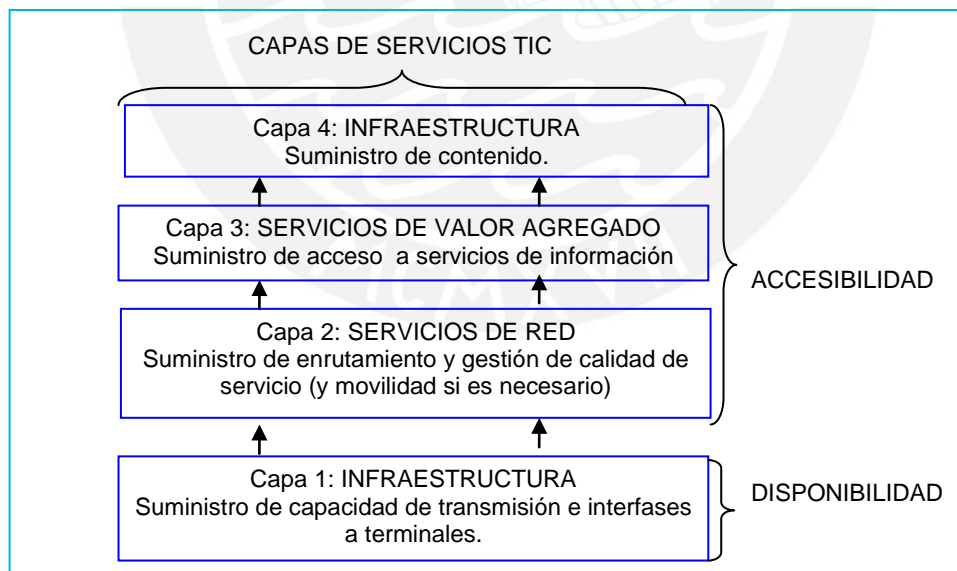 CAPAS DE SERVICIOS TIC
Capa 4: INFRAESTRUCTURA
Suministro de contenido.
Capa 3: SERVICIOS DE VALOR AGREGADO
Suministro de acceso a servicios de información
ACCESIBILIDAD
Capa 2: SERVICIOS DE RED
Suministro de enrutamiento y gestión de calidad de
servicio (y movilidad si es necesario)
Capa 1: INFRAESTRUCTURA
Suministro de capacidad de transmisión e interfases
a terminales.
DISPONIBILIDAD
MCMXVII